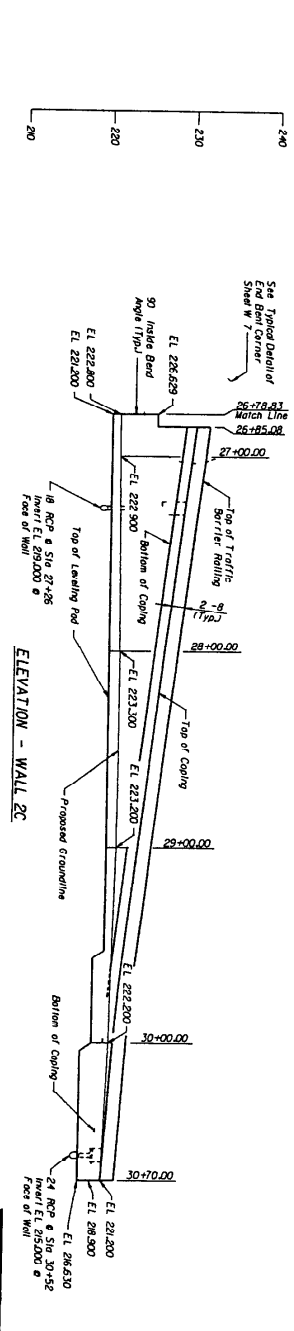 240
230
220
210
See Typical Detail of
End Bent Corner
Sheet W 7
26+78.83
Match Line
26+85.08
EL 226.629
90 Inside Bend
Angle (Typ.)
EL 222.800
EL 221.200
27+00.00
Top of Traffic
Barrier Railing
EL 222.900
Bottom of Coping
18 RCP @ Sta 27+26
Invert EL 219.000 @
Face of Wall
Top of Leveling Pad
2 -8
(Typ.)
28+00.00
Top of Coping
EL 223.300
Proposed Groundline
29+00.00
EL 223.200
30+00.00
EL 222.200
Bottom of Coping
30+70.00
EL 221.200
EL 218.900
EL 216.630
24 RCP @ Sta 30+52
Invert EL 215.000 @
Face of Wall
ELEVATION - WALL 2C